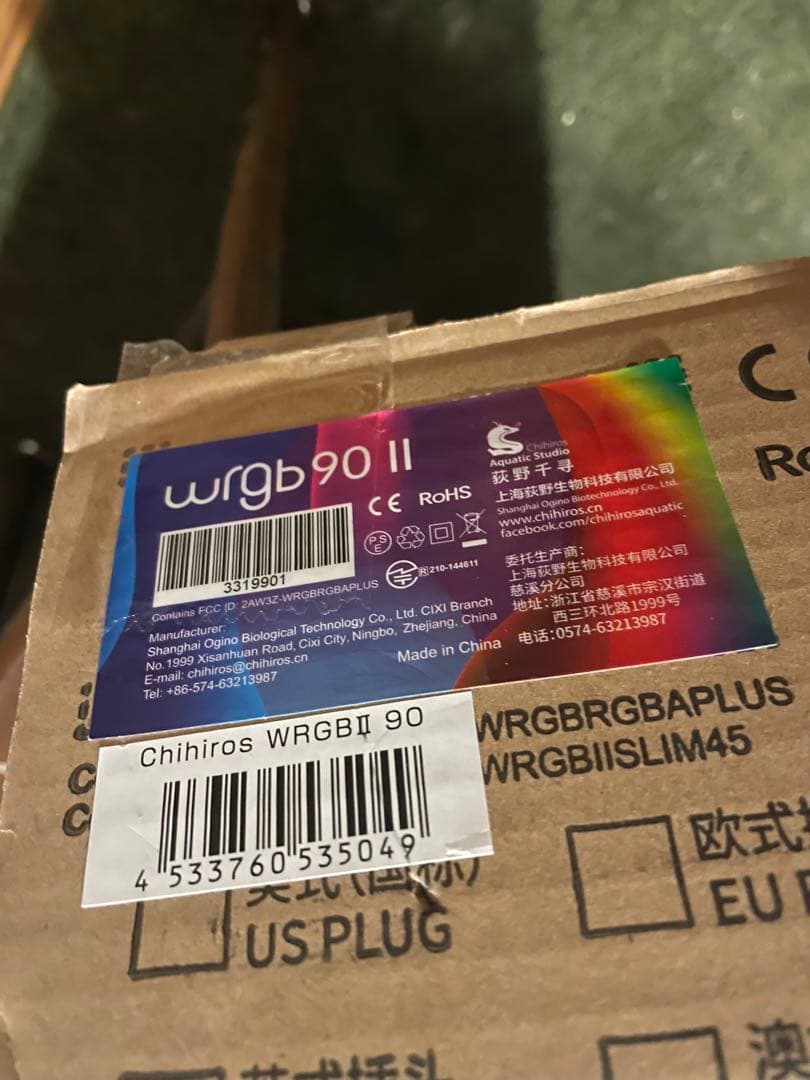 wrgb 90 II
3319901
Contains FCC ID: 2AW3Z-WRGBRGBAPLUS
CE RoHS
PSE
R 210-144611
Manufacturer:
Shanghai Ogino Biological Technology Co., Ltd. CIXI Branch
No.1999 Xisanhuan Road, Cixi City, Ningbo, Zhejiang, China
E-mail: chihiros@chihiros.cn
Tel: +86-574-63213987
Made in China
Chihiros
Aquatic Studio
荻野千寻
上海荻野生物科技有限公司
Shanghai Ogino Biotechnology Co., Ltd.
www.chihiros.cn
facebook.com/chihirosaquatic
委托生产商：
上海荻野生物科技有限公司
慈溪分公司
地址：浙江省慈溪市宗汉街道
西三环北路1999号
电话：0574-63213987
WRGBRGBAPLUS
WRGBIISLIM45
Chihiros WRGBⅡ 90
4 533760 535049
US PLUG
欧式
EU